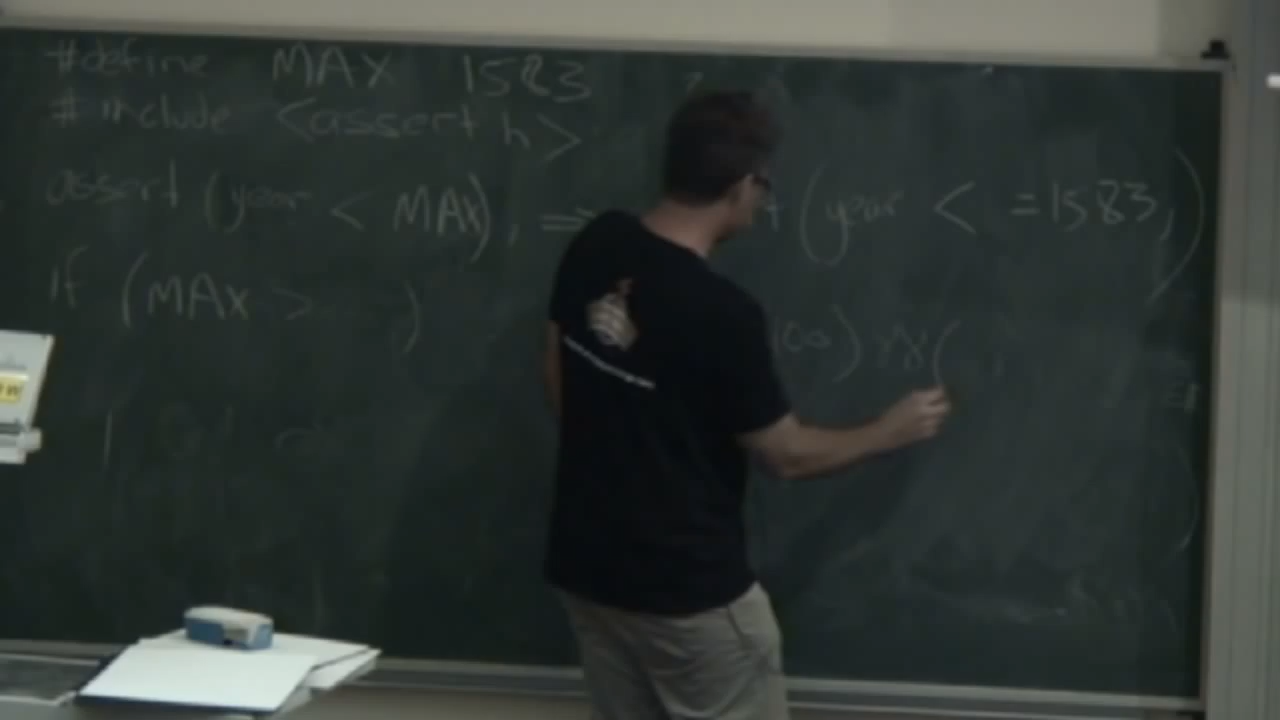 #define MAX 1583
#include <assert h>
assert (year < MAX), => (year < =1583,)
if (MAX > )